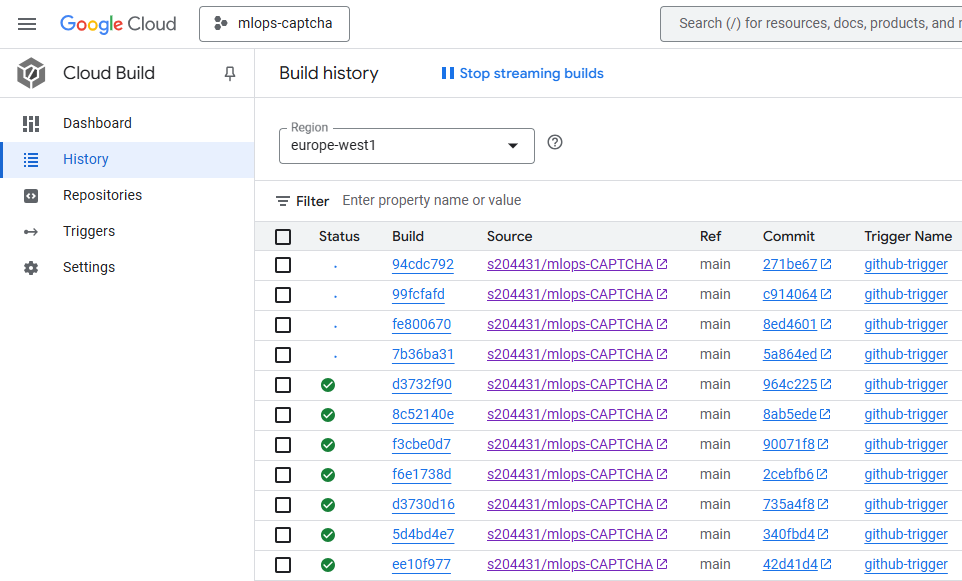 Google Cloud
mlops-captcha
Search (/) for resources, docs, products, and
Cloud Build
Build history
Stop streaming builds
Dashboard
History
Repositories
Triggers
Settings
Region
europe-west1
Filter Enter property name or value
Status Build Source Ref Commit Trigger Name
94cdc792 s204431/mlops-CAPTCHA main 271be67 github-trigger
99fcfafd s204431/mlops-CAPTCHA main c914064 github-trigger
fe800670 s204431/mlops-CAPTCHA main 8ed4601 github-trigger
7b36ba31 s204431/mlops-CAPTCHA main 5a864ed github-trigger
d3732f90 s204431/mlops-CAPTCHA main 964c225 github-trigger
8c52140e s204431/mlops-CAPTCHA main 8ab5ede github-trigger
f3cbe0d7 s204431/mlops-CAPTCHA main 90071f8 github-trigger
f6e1738d s204431/mlops-CAPTCHA main 2cebfb6 github-trigger
d3730d16 s204431/mlops-CAPTCHA main 735a4f8 github-trigger
5d4bd4e7 s204431/mlops-CAPTCHA main 340fbd4 github-trigger
ee10f977 s204431/mlops-CAPTCHA main 42d41d4 github-trigger